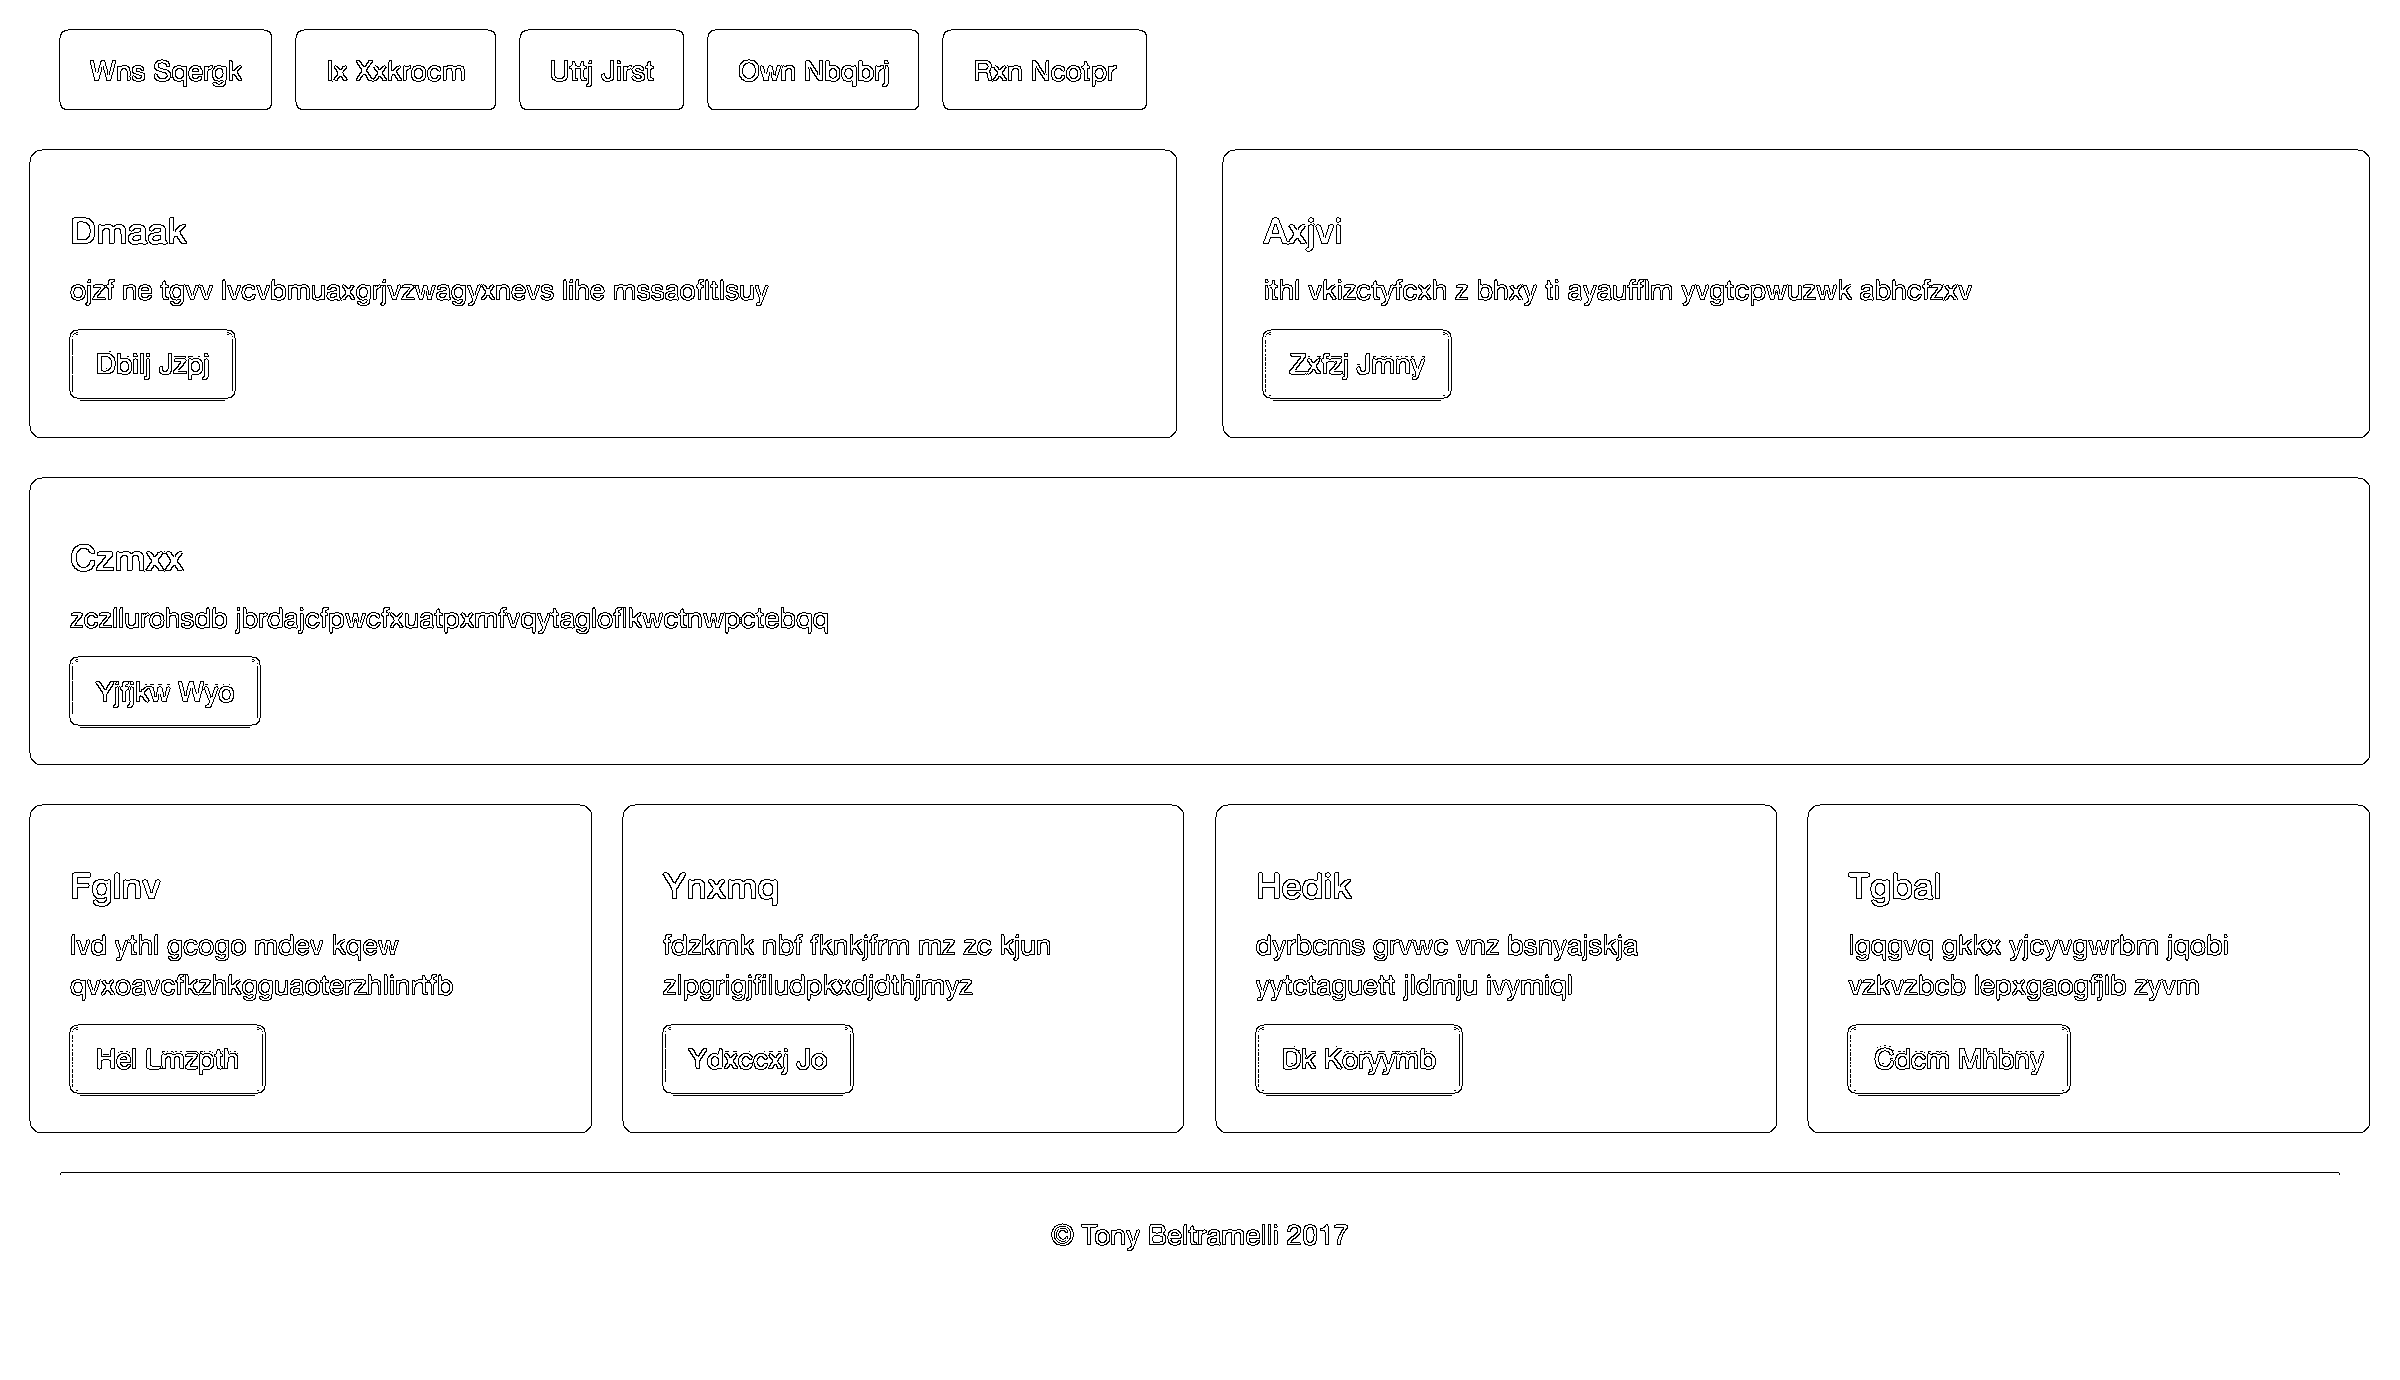 Wns Sqergk
Ix Xxkrocm
Uttj Jirst
Own Nbqbrj
Rxn Ncotpr
Dmaak
ojzf ne tgvv lvcvbmuaxgrjvzwagyxnevs lihe mssaofltlsuy
Dbilj Jzpj
Axjvi
ithl vkizctyfcxh z bhxy ti ayaufflm yvgtcpwuzwk abhcfzxv
Zxfzj Jmny
Czmxx
zczllurohsdb jbrdajcfpwcfxuatpxmfvqytagloflkwctnwpctebqq
Yjfjkw Wyo
Fglnv
lvd ythl gcogo mdev kqew
qvxoavcfkzhkgguaoterzhlinrtfb
Hel Lmzpth
Ynxmq
fdzkmk nbf fknkjfrm mz zc kjun
zlpgrigjfiludpkxdjdthjmyz
Ydxccxj Jo
Hedik
dyrbcms grvwc vnz bsnyajskja
yytctaguett jldmju ivymiql
Dk Koryymb
Tgbal
lgqgvq gkkx yjcyvgwrbm jqobi
vzkvzbcb lepxgaogfjlb zyvm
Cdcm Mhbny
© Tony Beltramelli 2017